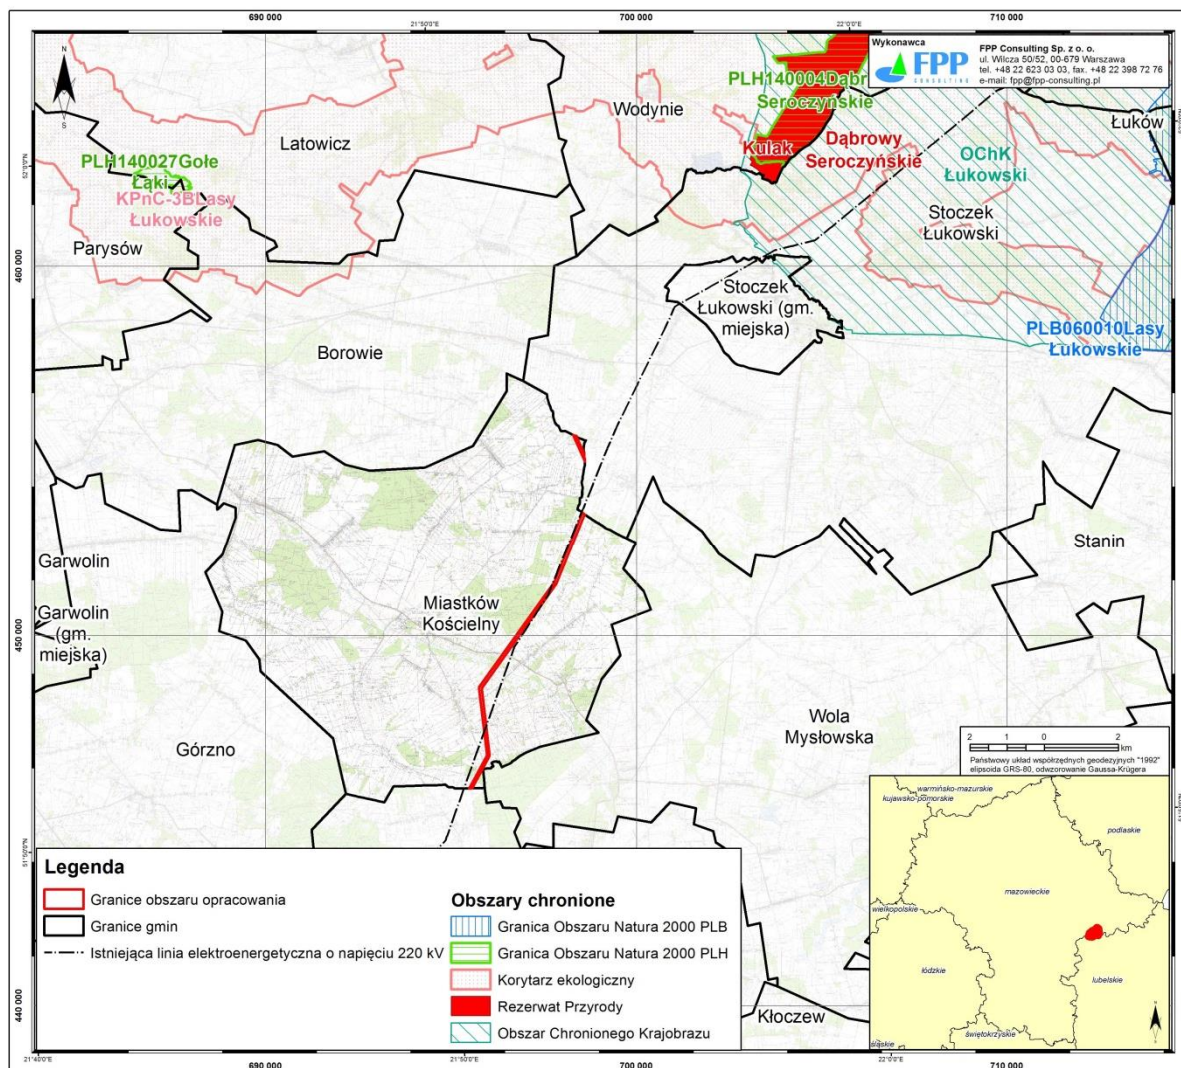 690 000
700 000
710 000
21°50'0"E
22°0'0"E
N
S
Wykonawca
FPP
CONSULTING
FPP Consulting Sp. z o. o.
ul. Wilcza 50/52, 00-679 Warszawa
tel. +48 22 623 03 03, fax. +48 22 398 72 76
e-mail: fpp@fpp-consulting.pl
PLH140004Dąbr
Seroczyńskie
Wodynie
Łuków
Latowicz
Kulak
Dąbrowy
Seroczyńskie
OChK
Łukowski
52°0'0"N
PLH140027Gołe
Łąki
KPnC-3BLasy
Łukowskie
Parysów
Stoczek
Łukowski
460 000
Stoczek
Łukowski (gm.
miejska)
PLB060010Lasy
Łukowskie
Borowie
Garwolin
Garwolin
(gm.
miejska)
Stanin
Miastków
Kościelny
450 000
Górzno
Wola
Mysłowska
2 1 0 2
km
Państwowy układ współrzędnych geodezyjnych "1992"
elipsoida GRS-80, odwzorowanie Gaussa-Krügera
51°50'0"N
warmińsko-mazurskie
kujawsko-pomorskie
podlaskie
mazowieckie
wielkopolskie
łódzkie
lubelskie
świętokrzyskie
śląskie
Legenda
Granice obszaru opracowania
Granice gmin
Istniejąca linia elektroenergetyczna o napięciu 220 kV
Obszary chronione
Granica Obszaru Natura 2000 PLB
Granica Obszaru Natura 2000 PLH
Korytarz ekologiczny
Rezerwat Przyrody
Obszar Chronionego Krajobrazu
Kłoczew
440 000
21°40'0"E
21°50'0"E
22°0'0"E
690 000
700 000
710 000